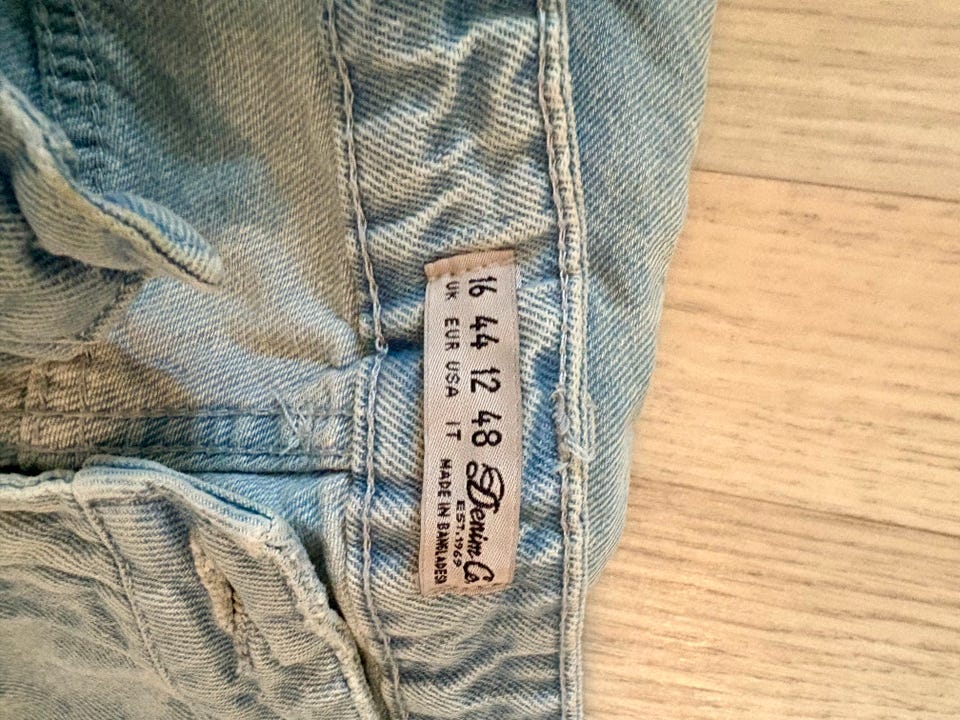 16 44 12 48
UK EUR USA IT
Denim Co.
EST. 1969
MADE IN BANGLADESH